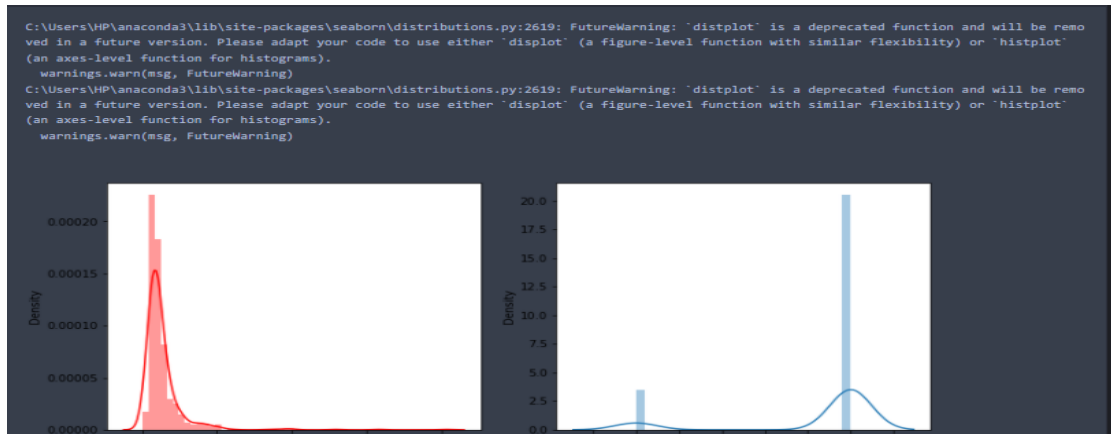 C:\Users\HP\anaconda3\lib\site-packages\seaborn\distributions.py:2619: FutureWarning: `distplot` is a deprecated function and will be remo
ved in a future version. Please adapt your code to use either `displot` (a figure-level function with similar flexibility) or `histplot`
(an axes-level function for histograms).
warnings.warn(msg, FutureWarning)
C:\Users\HP\anaconda3\lib\site-packages\seaborn\distributions.py:2619: FutureWarning: `distplot` is a deprecated function and will be remo
ved in a future version. Please adapt your code to use either `displot` (a figure-level function with similar flexibility) or `histplot`
(an axes-level function for histograms).
warnings.warn(msg, FutureWarning)
0.00020
0.00015
0.00010
0.00005
0.00000
Density
20.0
17.5
15.0
12.5
10.0
7.5
5.0
2.5
0.0
Density